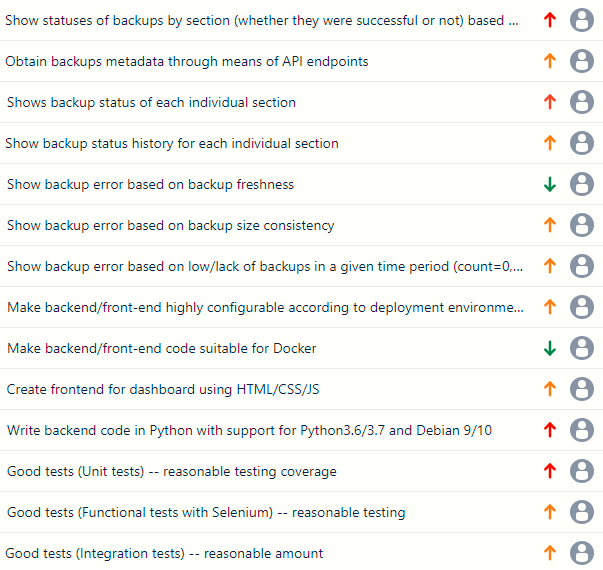 Show statuses of backups by section (whether they were successful or not) based ...
Obtain backups metadata through means of API endpoints
Shows backup status of each individual section
Show backup status history for each individual section
Show backup error based on backup freshness
Show backup error based on backup size consistency
Show backup error based on low/lack of backups in a given time period (count=0,...
Make backend/front-end highly configurable according to deployment environme...
Make backend/front-end code suitable for Docker
Create frontend for dashboard using HTML/CSS/JS
Write backend code in Python with support for Python3.6/3.7 and Debian 9/10
Good tests (Unit tests) -- reasonable testing coverage
Good tests (Functional tests with Selenium) -- reasonable testing
Good tests (Integration tests) -- reasonable amount